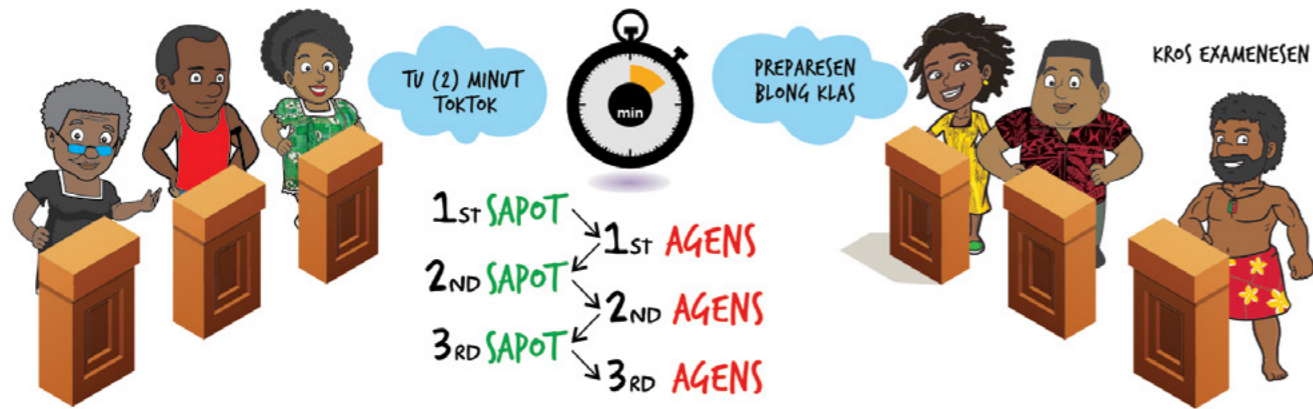 TU (2) MINUT
TOKTOK
min
PREPARESEN
BLONG KLAS
KROS EXAMENESEN
1ST SAPOT
1ST AGENS
2ND SAPOT
2ND AGENS
3RD SAPOT
3RD AGENS